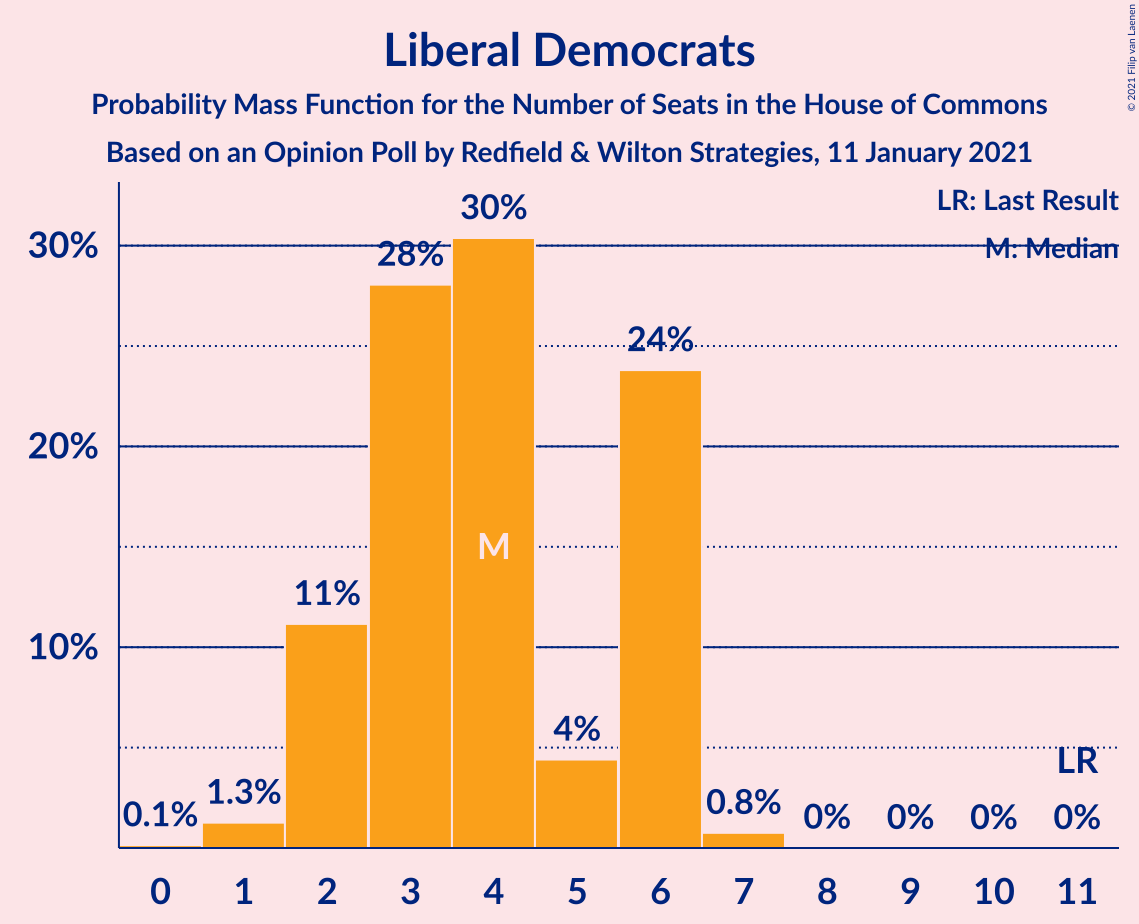 Liberal Democrats
Probability Mass Function for the Number of Seats in the House of Commons
Based on an Opinion Poll by Redfield & Wilton Strategies, 11 January 2021
© 2021 Filip van Laenen
LR: Last Result
M: Median
30%
20%
10%
0.1%
1.3%
11%
28%
30%
M
4%
24%
0.8%
0%
0%
0%
LR
0%
0 1 2 3 4 5 6 7 8 9 10 11